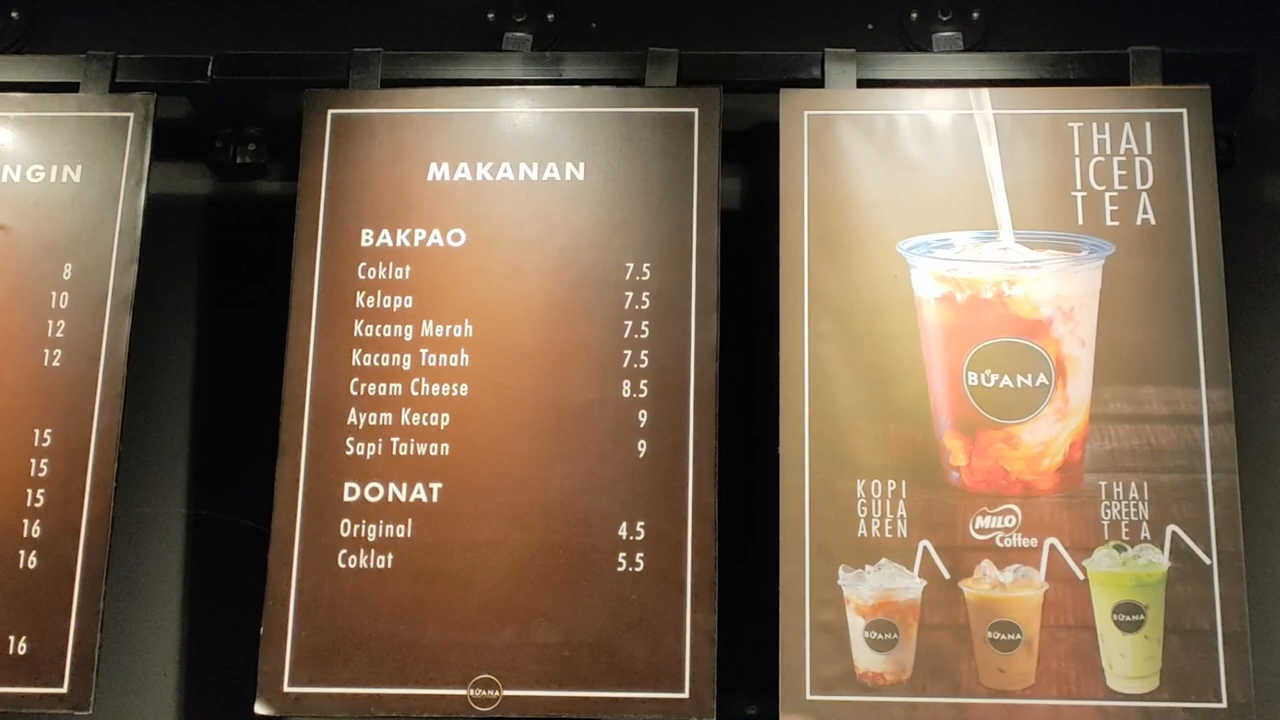 NGIN
8
10
12
12
15
15
15
16
16
16
MAKANAN
BAKPAO
Coklat 7.5
Kelapa 7.5
Kacang Merah 7.5
Kacang Tanah 7.5
Cream Cheese 8.5
Ayam Kecap 9
Sapi Taiwan 9
DONAT
Original 4.5
Coklat 5.5
BUANA
THAI
ICED
TEA
BUANA
KOPI
GULA
AREN
MILO
Coffee
THAI
GREEN
TEA
BUANA
BUANA
BUANA